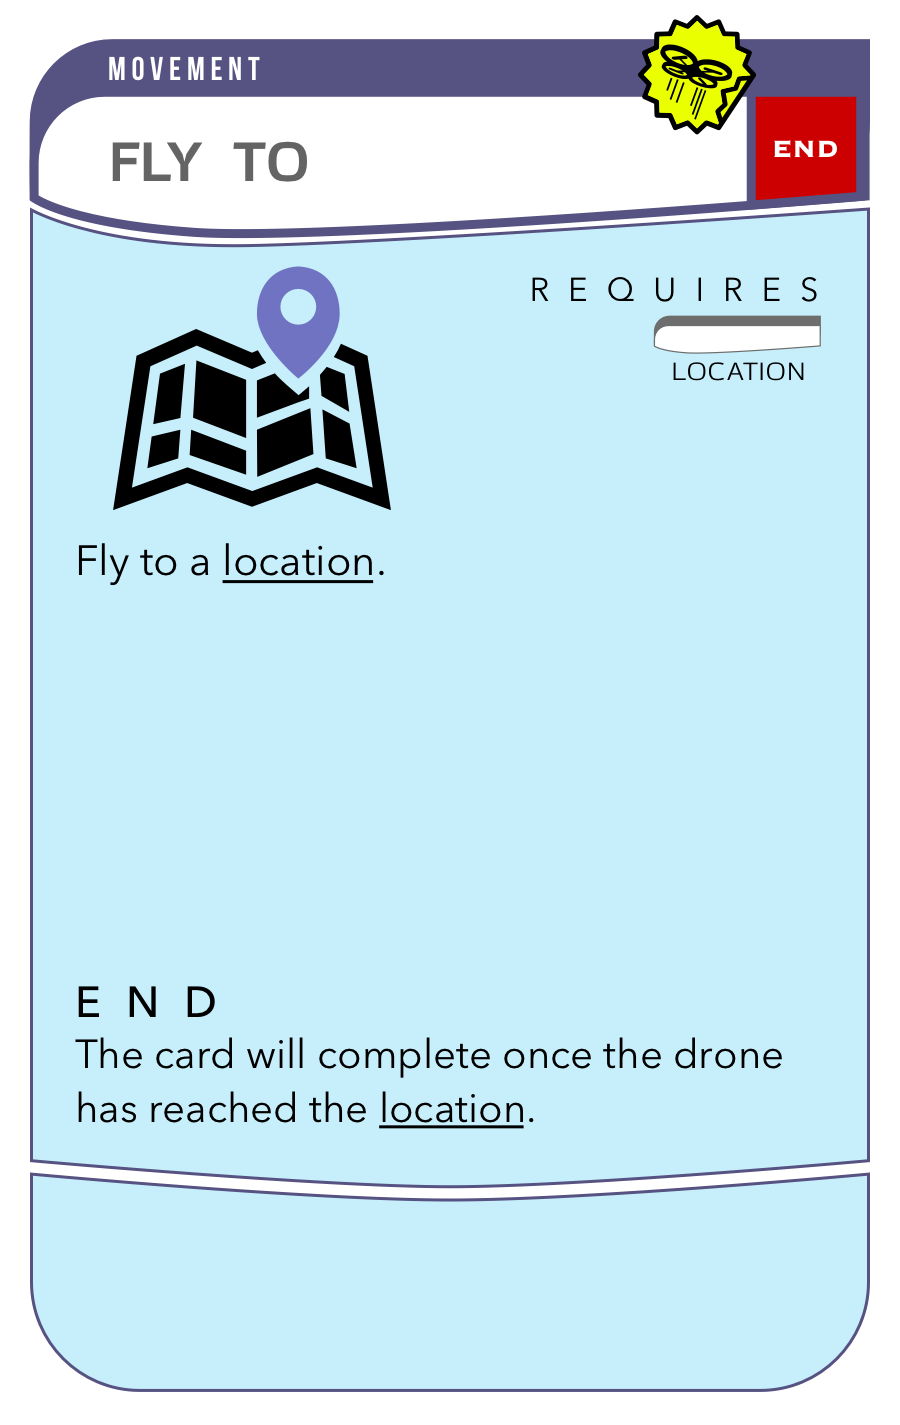 MOVEMENT
FLY TO
END
REQUIRES
LOCATION
Fly to a location.
END
The card will complete once the drone
has reached the location.